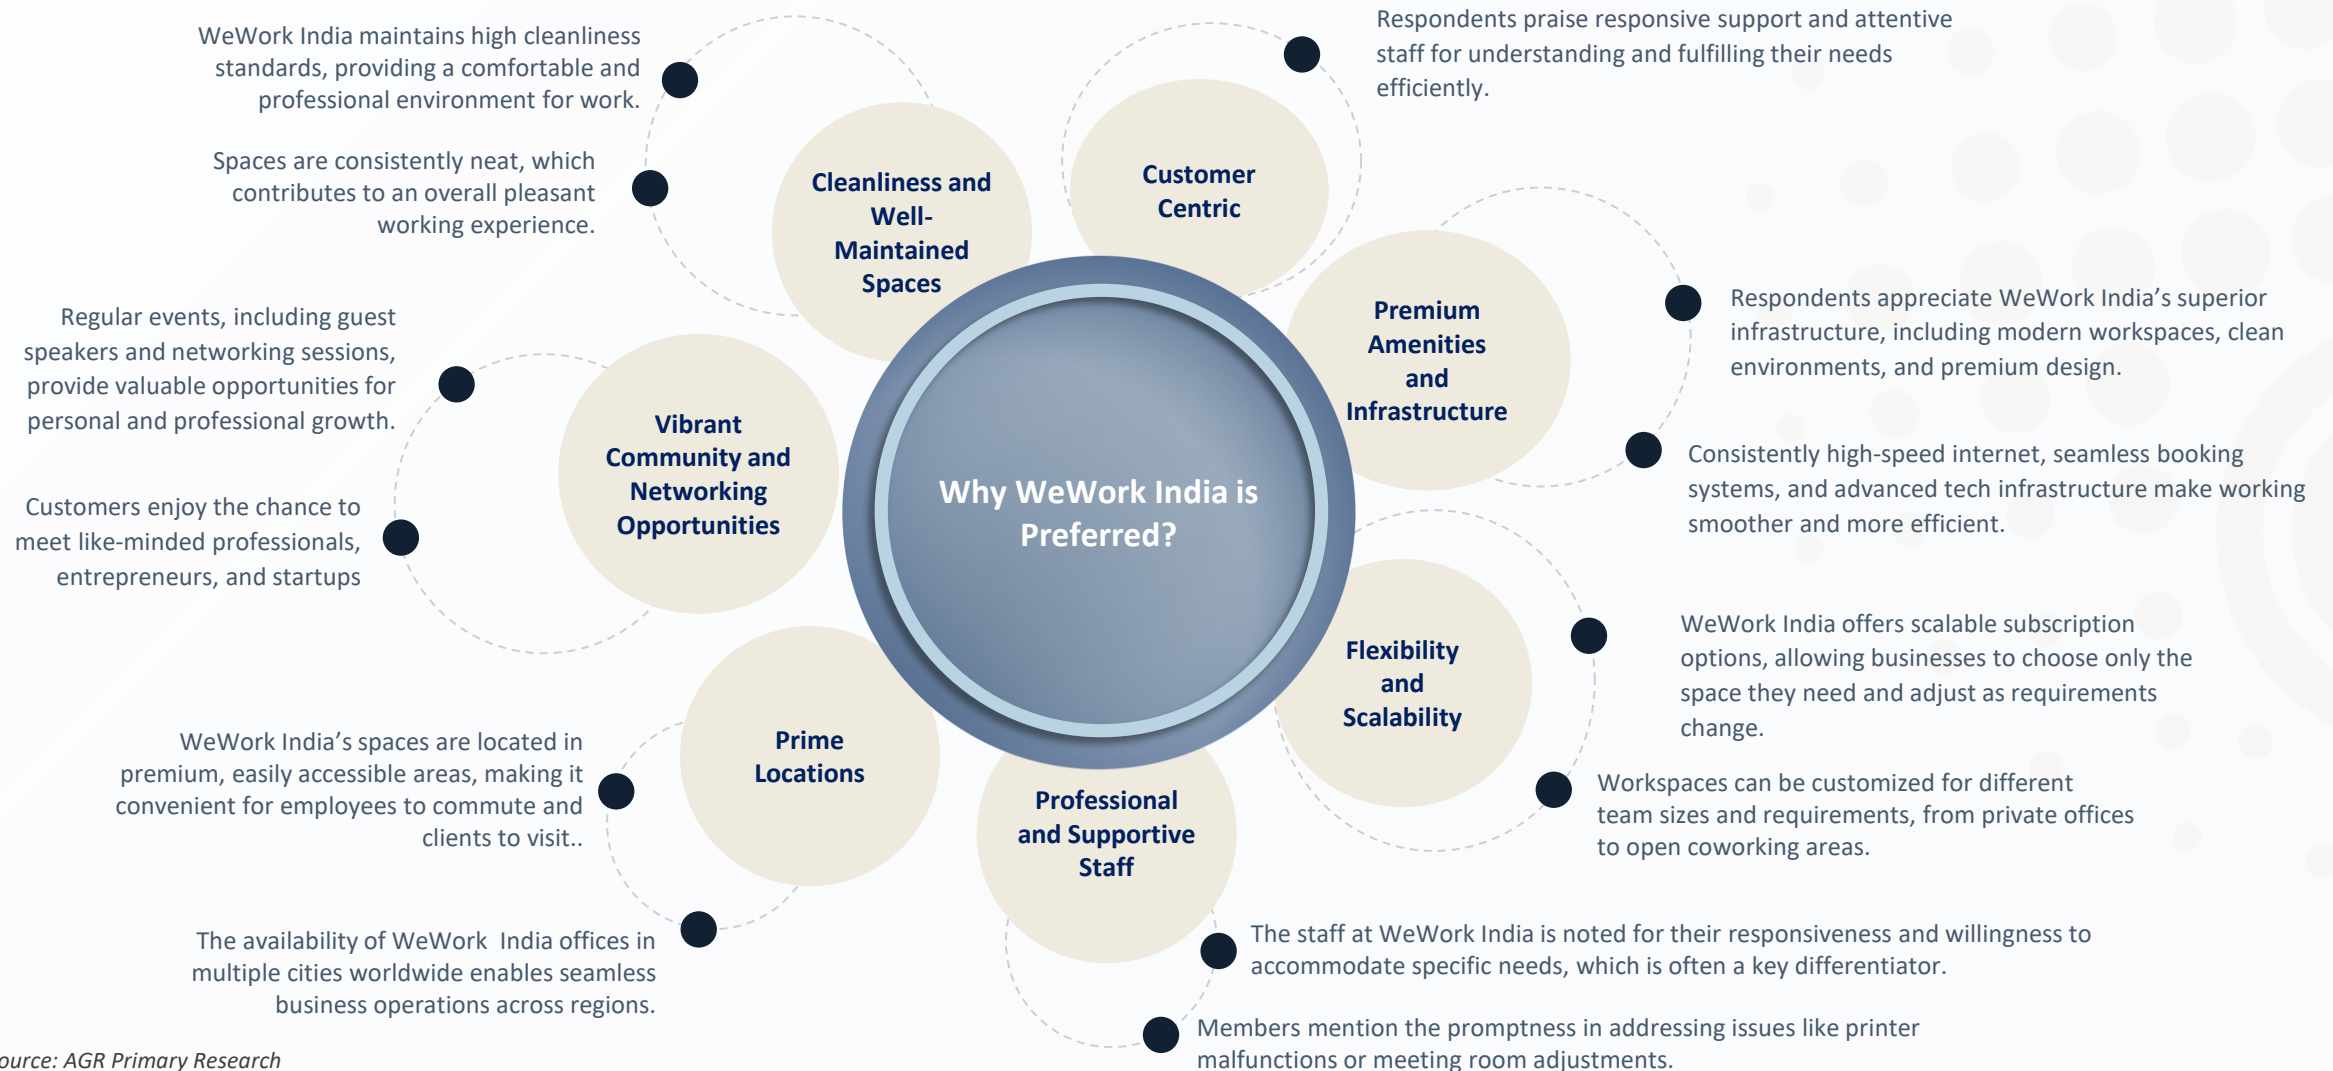 WeWork India maintains high cleanliness
standards, providing a comfortable and
professional environment for work.
Spaces are consistently neat, which
contributes to an overall pleasant
working experience.
Cleanliness and
Well-
Maintained
Spaces
Customer
Centric
Respondents praise responsive support and attentive
staff for understanding and fulfilling their needs
efficiently.
Premium
Amenities
and
Infrastructure
Respondents appreciate WeWork India’s superior
infrastructure, including modern workspaces, clean
environments, and premium design.
Consistently high-speed internet, seamless booking
systems, and advanced tech infrastructure make working
smoother and more efficient.
Regular events, including guest
speakers and networking sessions,
provide valuable opportunities for
personal and professional growth.
Customers enjoy the chance to
meet like-minded professionals,
entrepreneurs, and startups
Vibrant
Community and
Networking
Opportunities
Why WeWork India is
Preferred?
Flexibility
and
Scalability
WeWork India offers scalable subscription
options, allowing businesses to choose only the
space they need and adjust as requirements
change.
Workspaces can be customized for different
team sizes and requirements, from private offices
to open coworking areas.
WeWork India’s spaces are located in
premium, easily accessible areas, making it
convenient for employees to commute and
clients to visit..
The availability of WeWork  India offices in
multiple cities worldwide enables seamless
business operations across regions.
Prime
Locations
Professional
and Supportive
Staff
The staff at WeWork India is noted for their responsiveness and willingness to
accommodate specific needs, which is often a key differentiator.
Members mention the promptness in addressing issues like printer
malfunctions or meeting room adjustments.
ource: AGR Primary Research